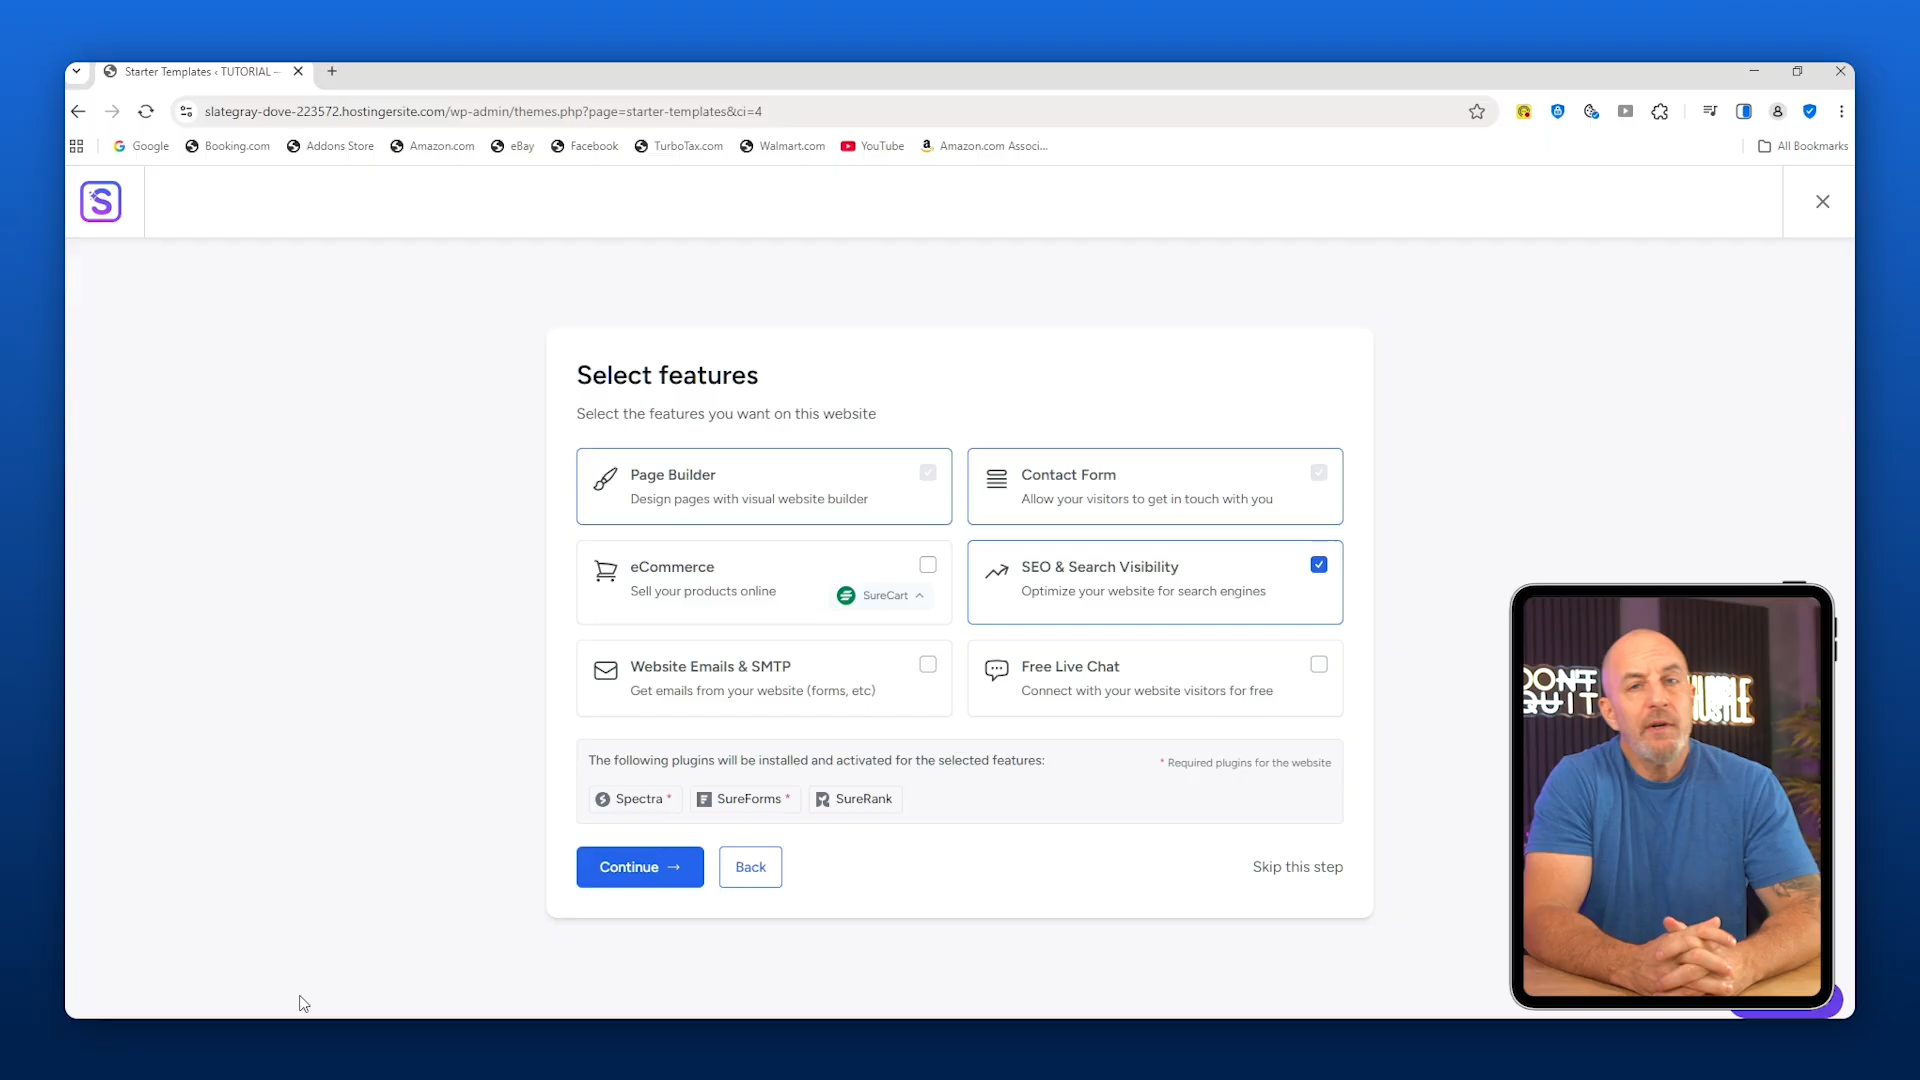 Starter Templates ‹ TUTORIAL —
slategray-dove-223572.hostingersite.com/wp-admin/themes.php?page=starter-templates&ci=4
Google
Booking.com
Addons Store
Amazon.com
eBay
Facebook
TurboTax.com
Walmart.com
YouTube
Amazon.com Associ...
All Bookmarks
Select features
Select the features you want on this website
Page Builder
Design pages with visual website builder
Contact Form
Allow your visitors to get in touch with you
eCommerce
Sell your products online
SureCart
SEO & Search Visibility
Optimize your website for search engines
Website Emails & SMTP
Get emails from your website (forms, etc)
Free Live Chat
Connect with your website visitors for free
The following plugins will be installed and activated for the selected features:
* Required plugins for the website
Spectra *
SureForms *
SureRank
Continue →
Back
Skip this step
DON'T
QUIT